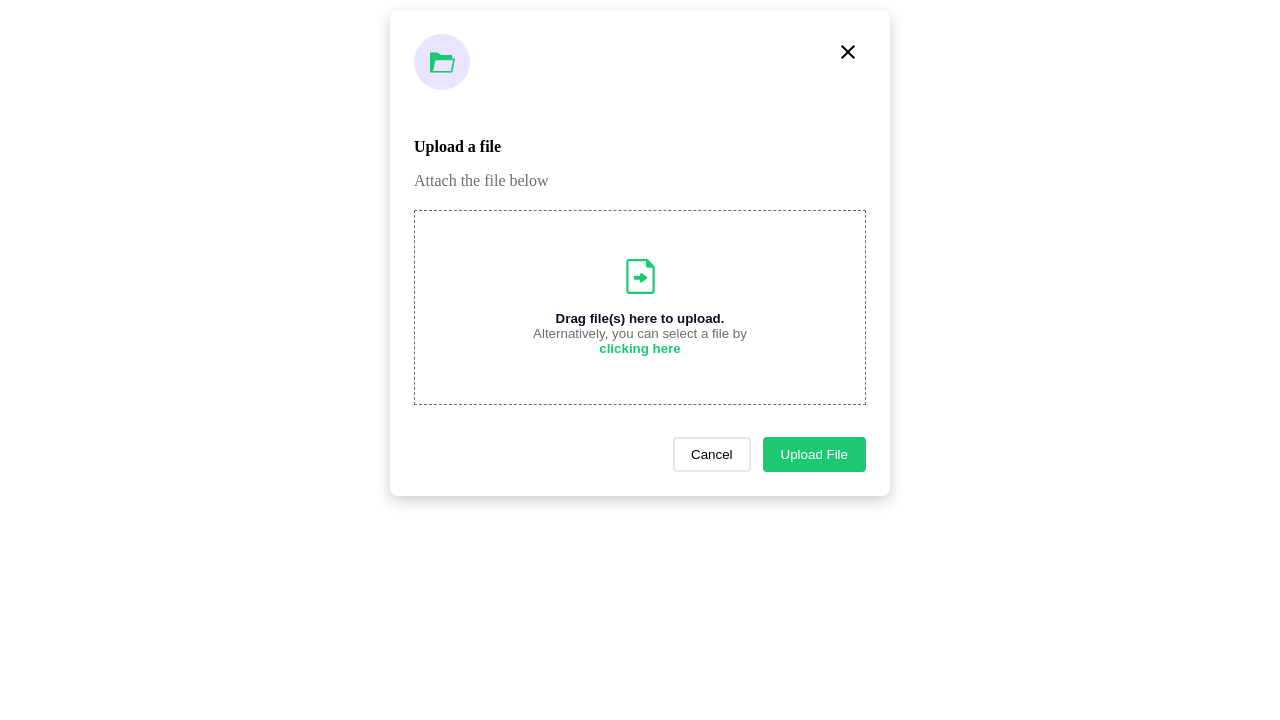 Upload a file
Attach the file below
Drag file(s) here to upload.
Alternatively, you can select a file by
clicking here
Cancel
Upload File